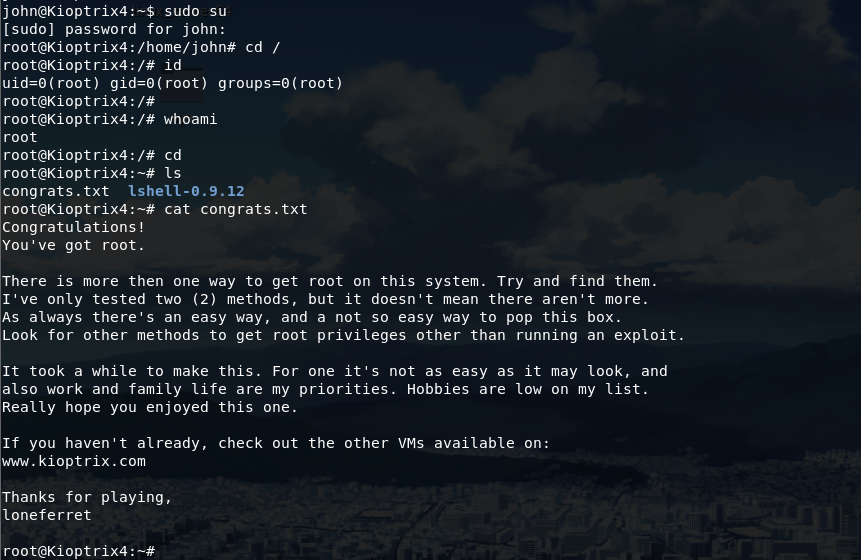 john@Kioptrix4:~$ sudo su
[sudo] password for john:
root@Kioptrix4:/home/john# cd /
root@Kioptrix4:/# id
uid=0(root) gid=0(root) groups=0(root)
root@Kioptrix4:/#
root@Kioptrix4:/# whoami
root
root@Kioptrix4:/# cd
root@Kioptrix4:~# ls
congrats.txt  lshell-0.9.12
root@Kioptrix4:~# cat congrats.txt
Congratulations!
You've got root.

There is more then one way to get root on this system. Try and find them.
I've only tested two (2) methods, but it doesn't mean there aren't more.
As always there's an easy way, and a not so easy way to pop this box.
Look for other methods to get root privileges other than running an exploit.

It took a while to make this. For one it's not as easy as it may look, and
also work and family life are my priorities. Hobbies are low on my list.
Really hope you enjoyed this one.

If you haven't already, check out the other VMs available on:
www.kioptrix.com

Thanks for playing,
loneferret

root@Kioptrix4:~#